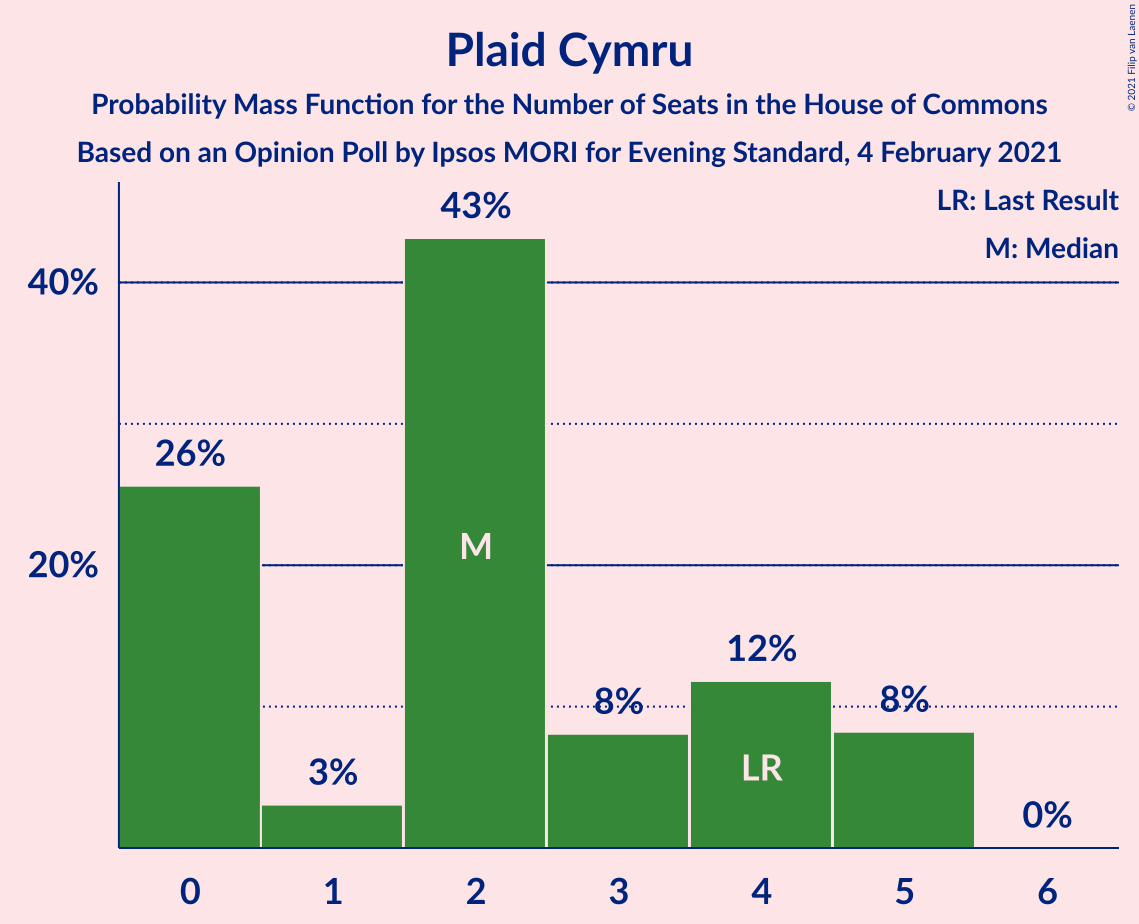 Plaid Cymru
Probability Mass Function for the Number of Seats in the House of Commons
Based on an Opinion Poll by Ipsos MORI for Evening Standard, 4 February 2021
© 2021 Filip van Laenen
LR: Last Result
M: Median
40%
20%
26%
3%
43%
8%
12%
8%
0%
M
LR
0 1 2 3 4 5 6